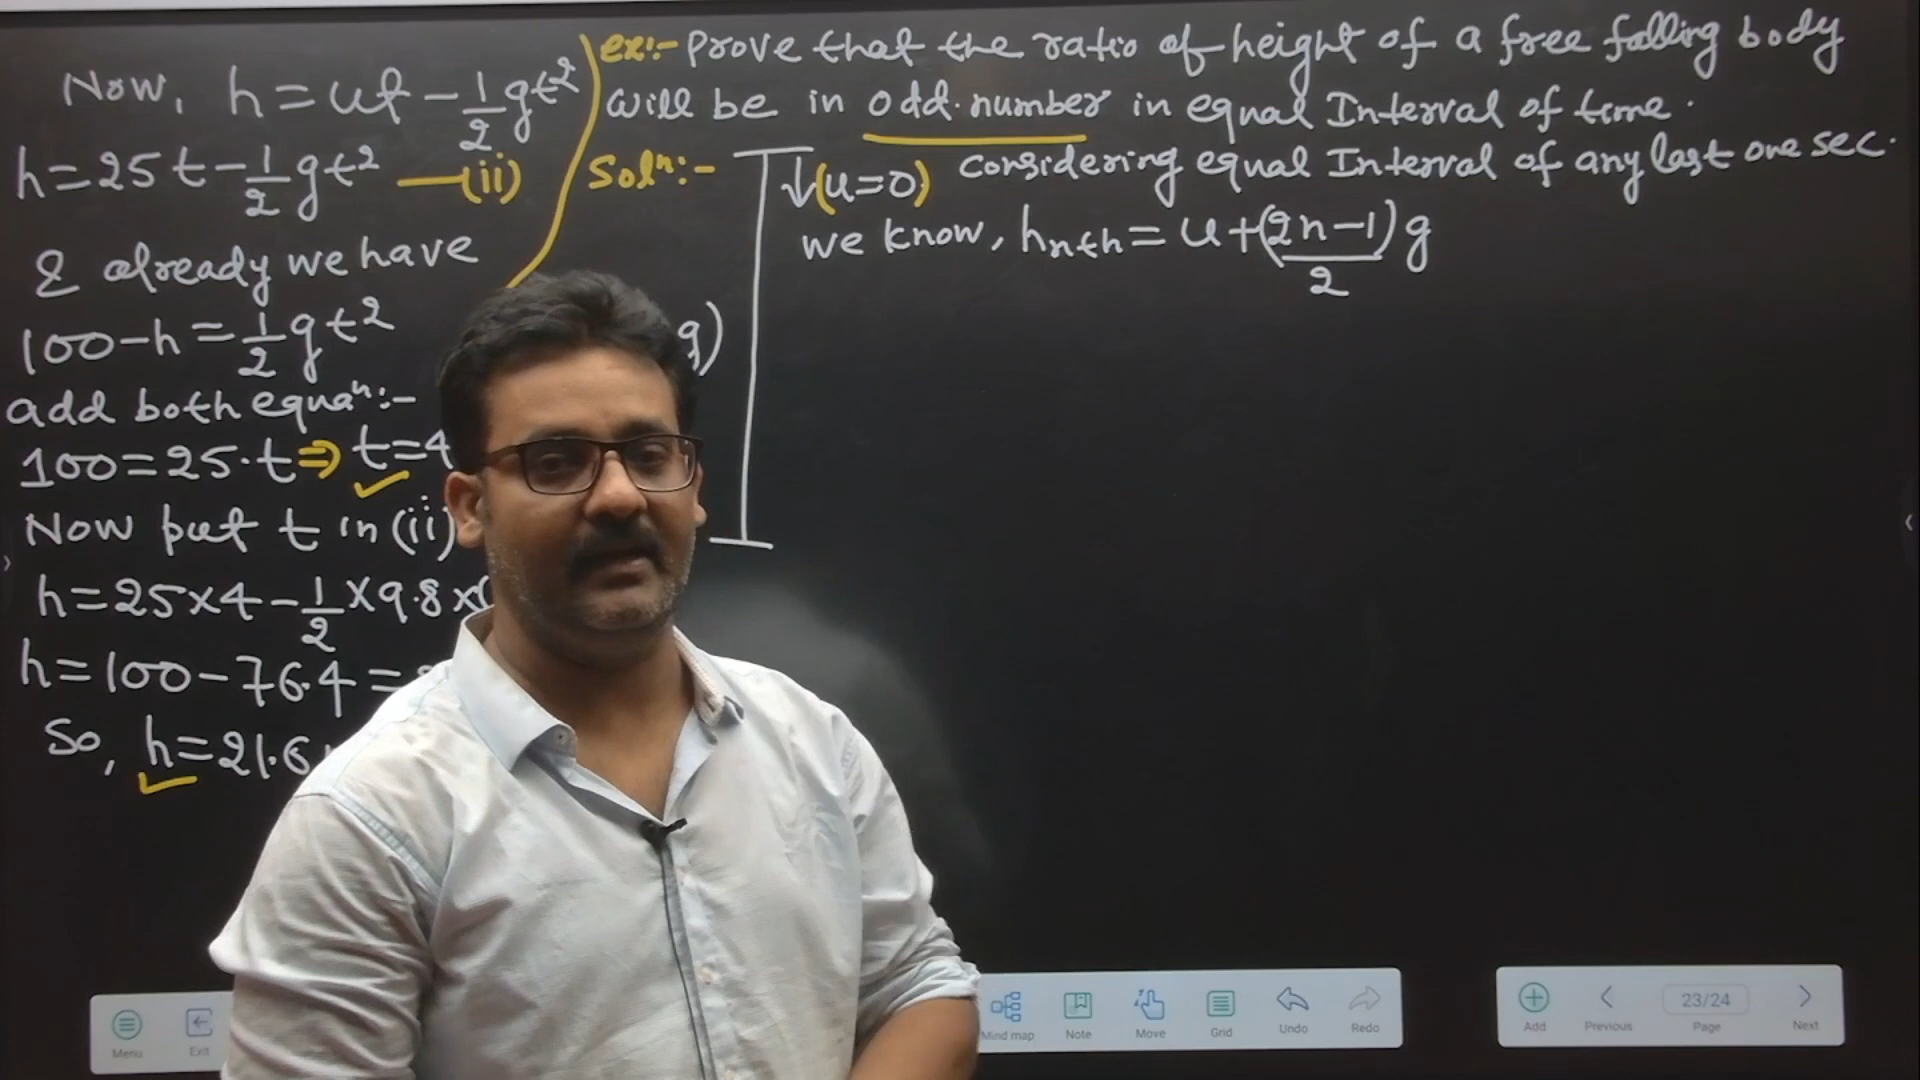 Now, h = ut - 1/2 gt²
h = 25t - 1/2 gt² —(ii)
& already we have
100 - h = 1/2 gt²
add both equaⁿ:-
100 = 25·t ⇒ t = 4
Now put t in (ii)
h = 25×4 - 1/2 × 9.8 ×(
h = 100 - 76.4 =
So, h = 21.6
ex:- Prove that the ratio of height of a free falling body
will be in odd number in equal Interval of time.
Solⁿ:- ↓(u=0) considering equal Interval of any last one sec.
we know, hnth = u + (2n-1)/2 g
g)
Menu
Exit
Mind map
Note
Move
Grid
Undo
Redo
Add
Previous
23/24
Page
Next